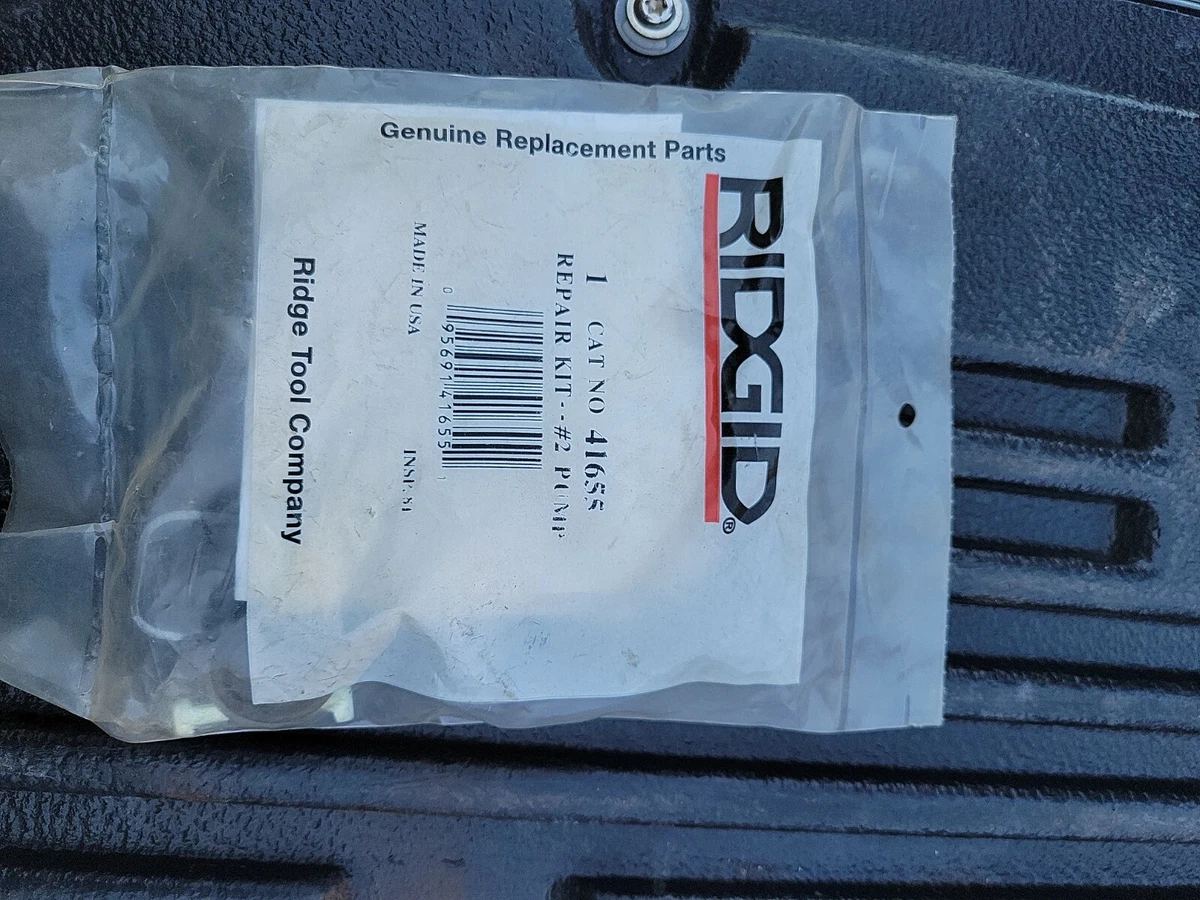 Genuine Replacement Parts
RIDGID®
1 CAT NO 41655
REPAIR KIT--#2 PUMP
0 95691 41655 1
MADE IN USA
Ridge Tool Company